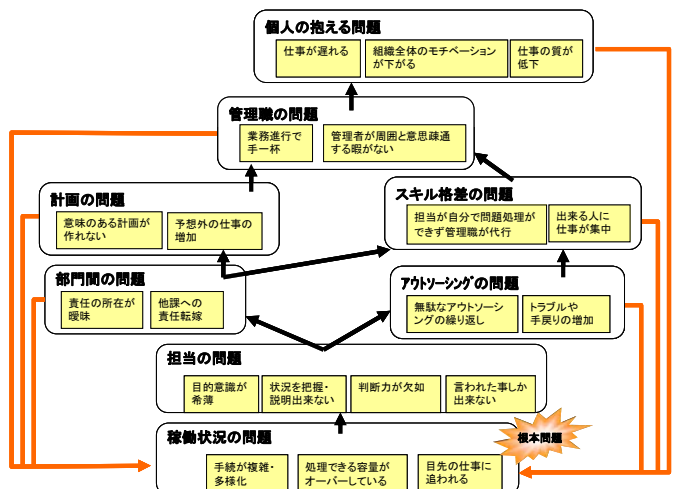 個人の抱える問題
仕事が遅れる
組織全体のモチベーション
が下がる
仕事の質が
低下
管理職の問題
業務進行で
手一杯
管理者が周囲と意思疎通
する暇がない
計画の問題
意味のある計画が
作れない
予想外の仕事の
増加
スキル格差の問題
担当が自分で問題処理が
できず管理職が代行
出来る人に
仕事が集中
部門間の問題
責任の所在が
曖昧
他課への
責任転嫁
ｱｳﾄｿｰｼﾝｸﾞの問題
無駄なアウトソーシ
ングの繰り返し
トラブルや
手戻りの増加
担当の問題
目的意識が
希薄
状況を把握・
説明出来ない
判断力が欠如
言われた事しか
出来ない
稼働状況の問題
根本問題
手続が複雑・
多様化
処理できる容量が
オーバーしている
目先の仕事に
追われる